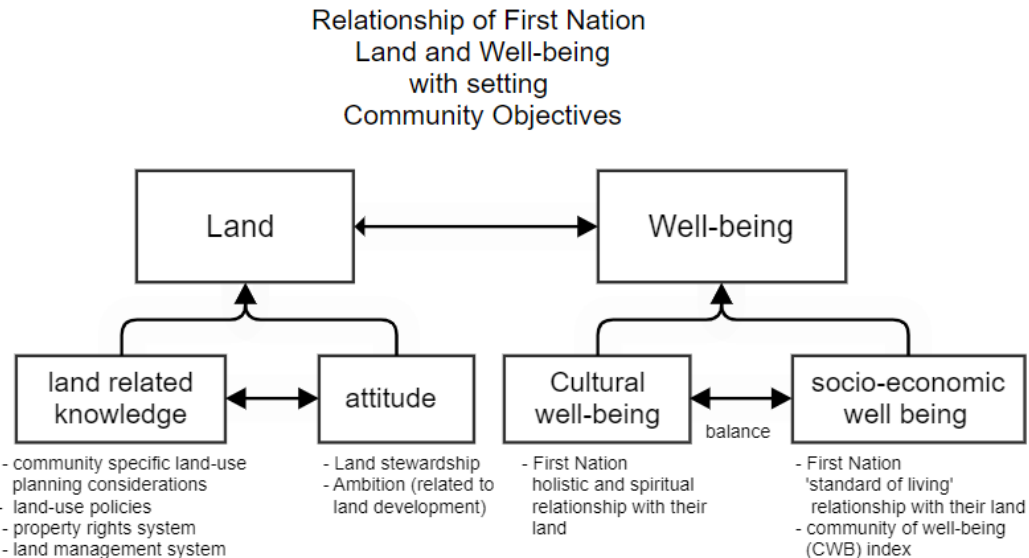 Relationship of First Nation
Land and Well-being
with setting
Community Objectives
Land
Well-being
land related
knowledge
attitude
Cultural
well-being
balance
socio-economic
well being
- community specific land-use
planning considerations
- land-use policies
- property rights system
- land management system
- Land stewardship
- Ambition (related to
land development)
- First Nation
holistic and spiritual
relationship with their
land
- First Nation
'standard of living'
relationship with their land
- community of well-being
(CWB) index